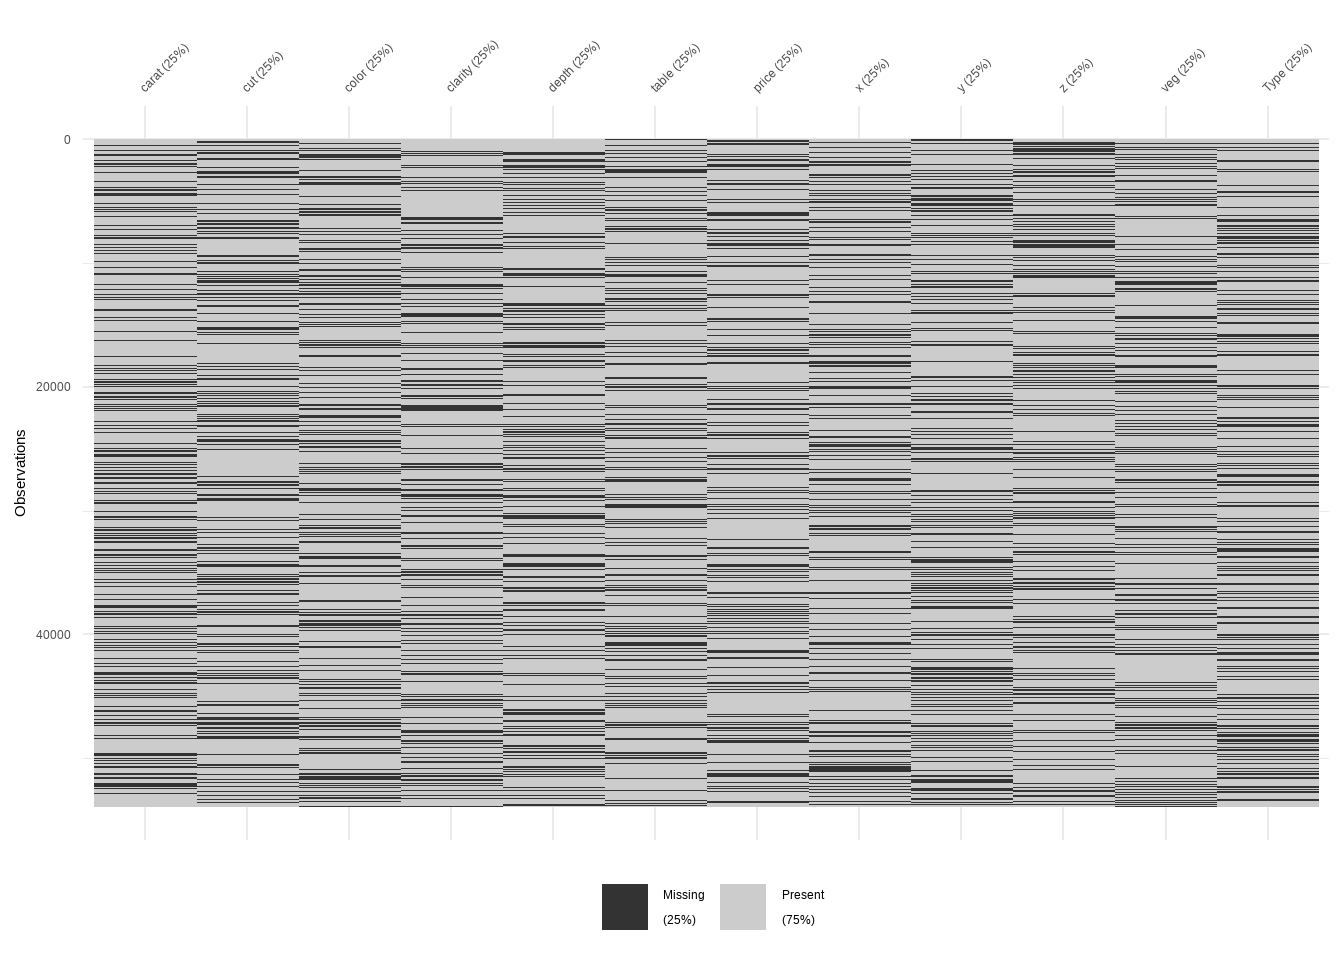 carat (25%)
cut (25%)
color (25%)
clarity (25%)
depth (25%)
table (25%)
price (25%)
x (25%)
y (25%)
z (25%)
veg (25%)
Type (25%)
0
20000
40000
Observations
Missing
(25%)
Present
(75%)